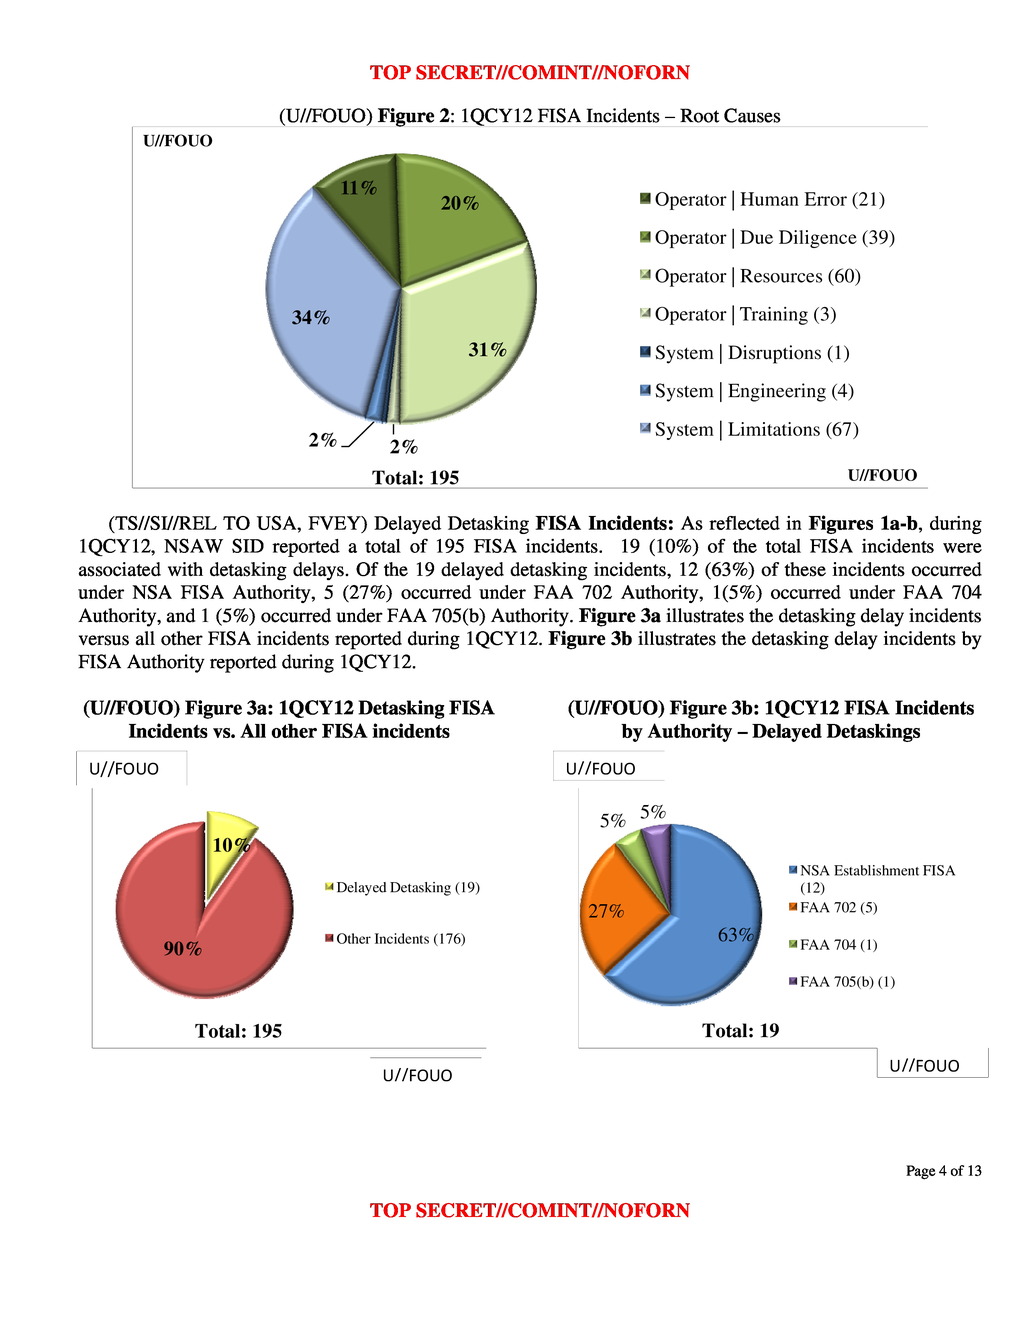 TOP SECRET//COMINT//NOFORN
(U//FOUO) Figure 2: 1QCY12 FISA Incidents – Root Causes
U//FOUO
11%
20%
34%
31%
2%
2%
Total: 195
Operator | Human Error (21)
Operator | Due Diligence (39)
Operator | Resources (60)
Operator | Training (3)
System | Disruptions (1)
System | Engineering (4)
System | Limitations (67)
U//FOUO
(TS//SI//REL TO USA, FVEY) Delayed Detasking FISA Incidents: As reflected in Figures 1a-b, during
1QCY12, NSAW SID reported a total of 195 FISA incidents. 19 (10%) of the total FISA incidents were
associated with detasking delays. Of the 19 delayed detasking incidents, 12 (63%) of these incidents occurred
under NSA FISA Authority, 5 (27%) occurred under FAA 702 Authority, 1(5%) occurred under FAA 704
Authority, and 1 (5%) occurred under FAA 705(b) Authority. Figure 3a illustrates the detasking delay incidents
versus all other FISA incidents reported during 1QCY12. Figure 3b illustrates the detasking delay incidents by
FISA Authority reported during 1QCY12.
(U//FOUO) Figure 3a: 1QCY12 Detasking FISA
Incidents vs. All other FISA incidents
U//FOUO
10%
90%
Delayed Detasking (19)
Other Incidents (176)
Total: 195
U//FOUO
(U//FOUO) Figure 3b: 1QCY12 FISA Incidents
by Authority – Delayed Detaskings
U//FOUO
5%
5%
27%
63%
NSA Establishment FISA
(12)
FAA 702 (5)
FAA 704 (1)
FAA 705(b) (1)
Total: 19
U//FOUO
Page 4 of 13
TOP SECRET//COMINT//NOFORN